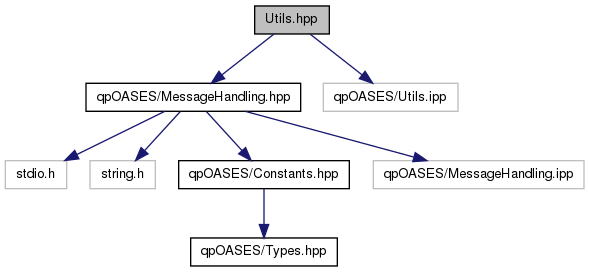 Utils.hpp
qpOASES/MessageHandling.hpp
qpOASES/Utils.ipp
stdio.h
string.h
qpOASES/Constants.hpp
qpOASES/MessageHandling.ipp
qpOASES/Types.hpp